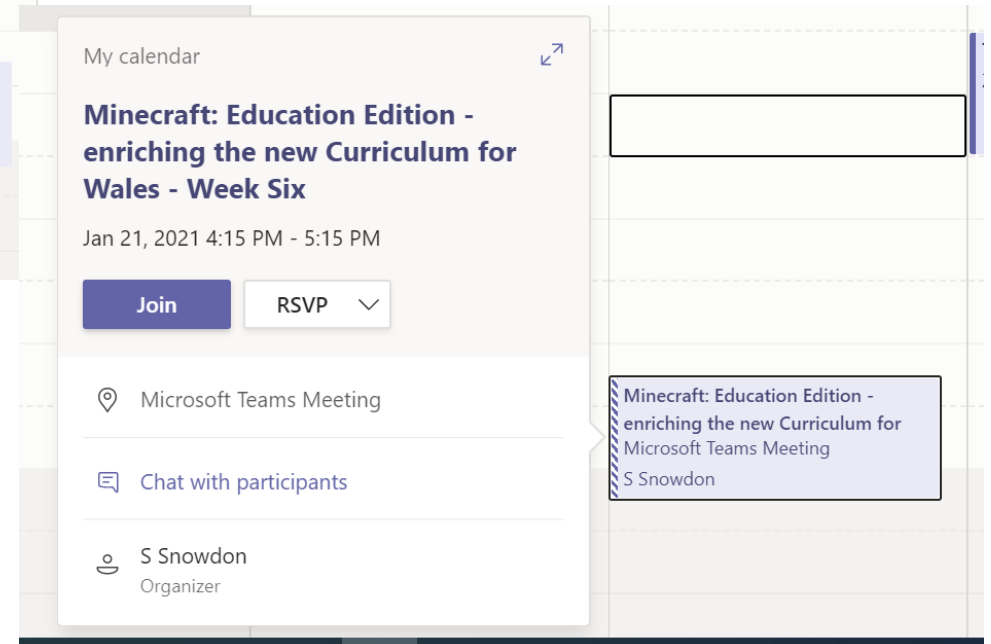 My calendar
Minecraft: Education Edition -
enriching the new Curriculum for
Wales - Week Six
Jan 21, 2021 4:15 PM - 5:15 PM
Join
RSVP
Microsoft Teams Meeting
Chat with participants
S Snowdon
Organizer
Minecraft: Education Edition -
enriching the new Curriculum for
Microsoft Teams Meeting
S Snowdon